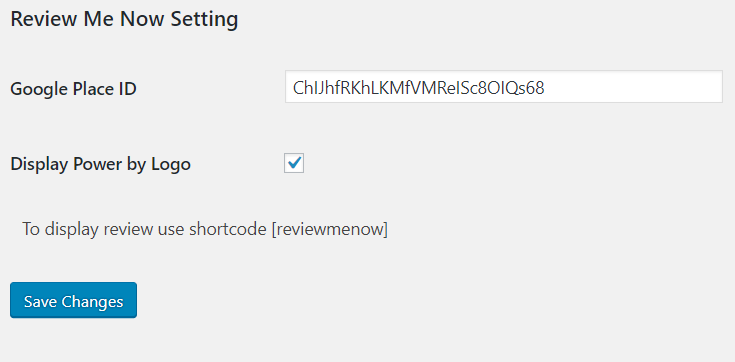 Review Me Now Setting
Google Place ID
ChIJhfRKhLKMfVMReISc8OIQs68
Display Power by Logo
To display review use shortcode [reviewmenow]
Save Changes